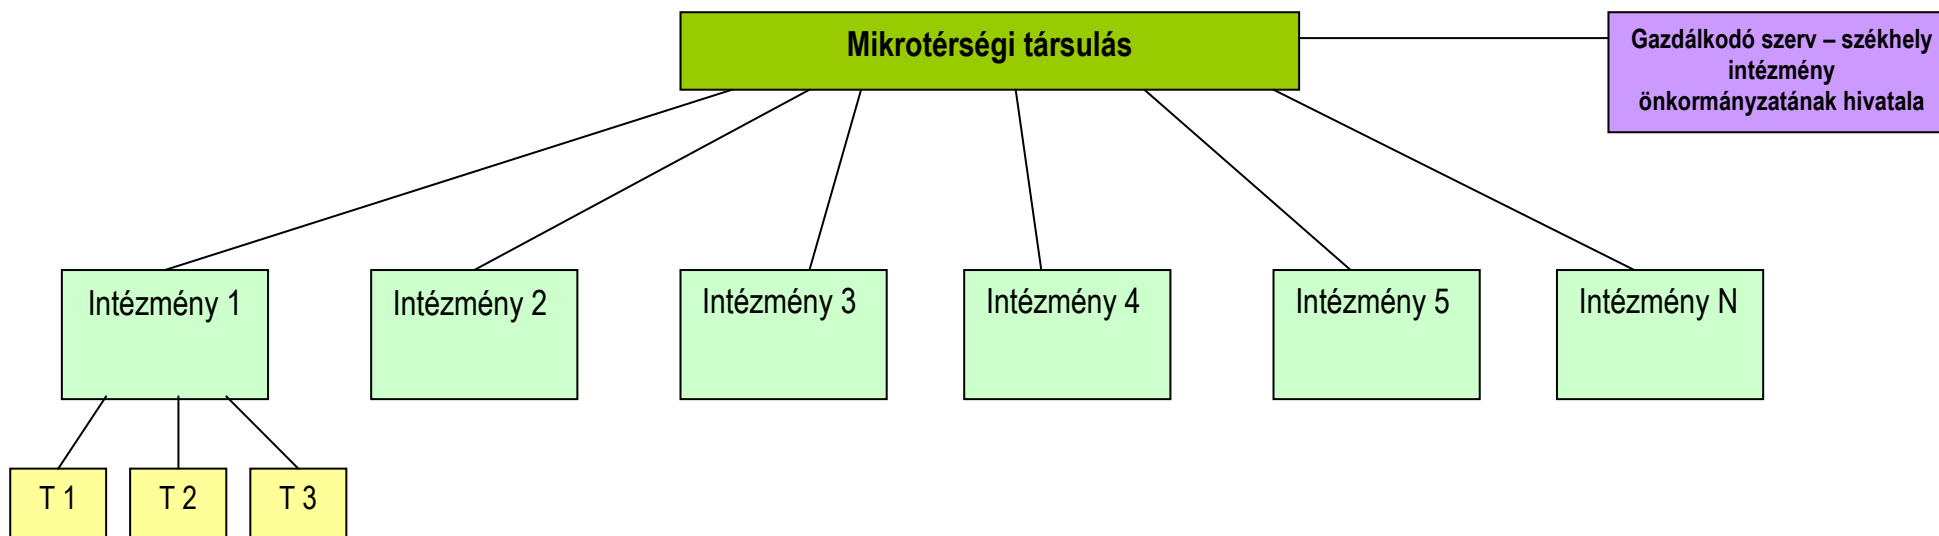 Mikrotérségi társulás
Gazdálkodó szerv – székhely
intézmény
önkormányzatának hivatala
Intézmény 1
Intézmény 2
Intézmény 3
Intézmény 4
Intézmény 5
Intézmény N
T 1
T 2
T 3